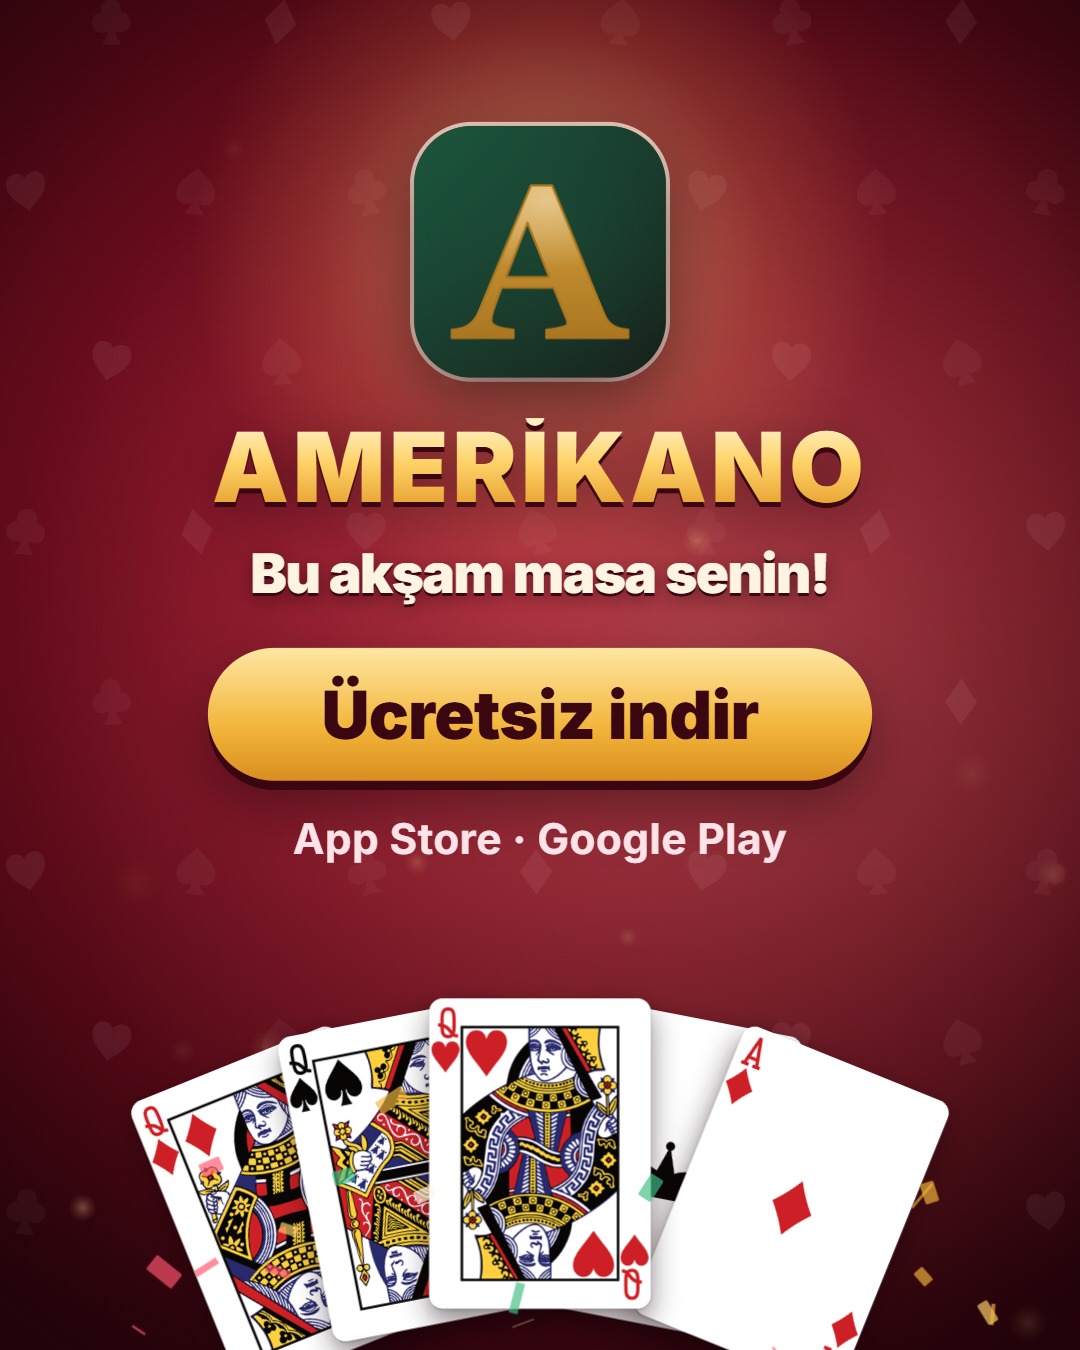 A
AMERİKANO
Bu akşam masa senin!
Ücretsiz indir
App Store · Google Play
Q
Q
Q
A
Q